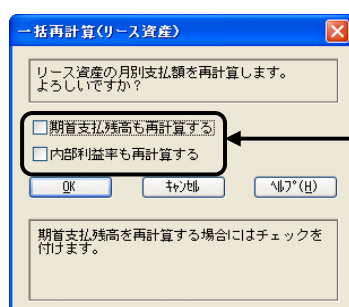 一括再計算(リース資産)
リース資産の月別支払額を再計算します。
よろしいですか？
期首支払残高も再計算する
内部利益率も再計算する
OK ｷｬﾝｾﾙ ﾍﾙﾌﾟ(H)
期首支払残高を再計算する場合にはチェックを
付けます。